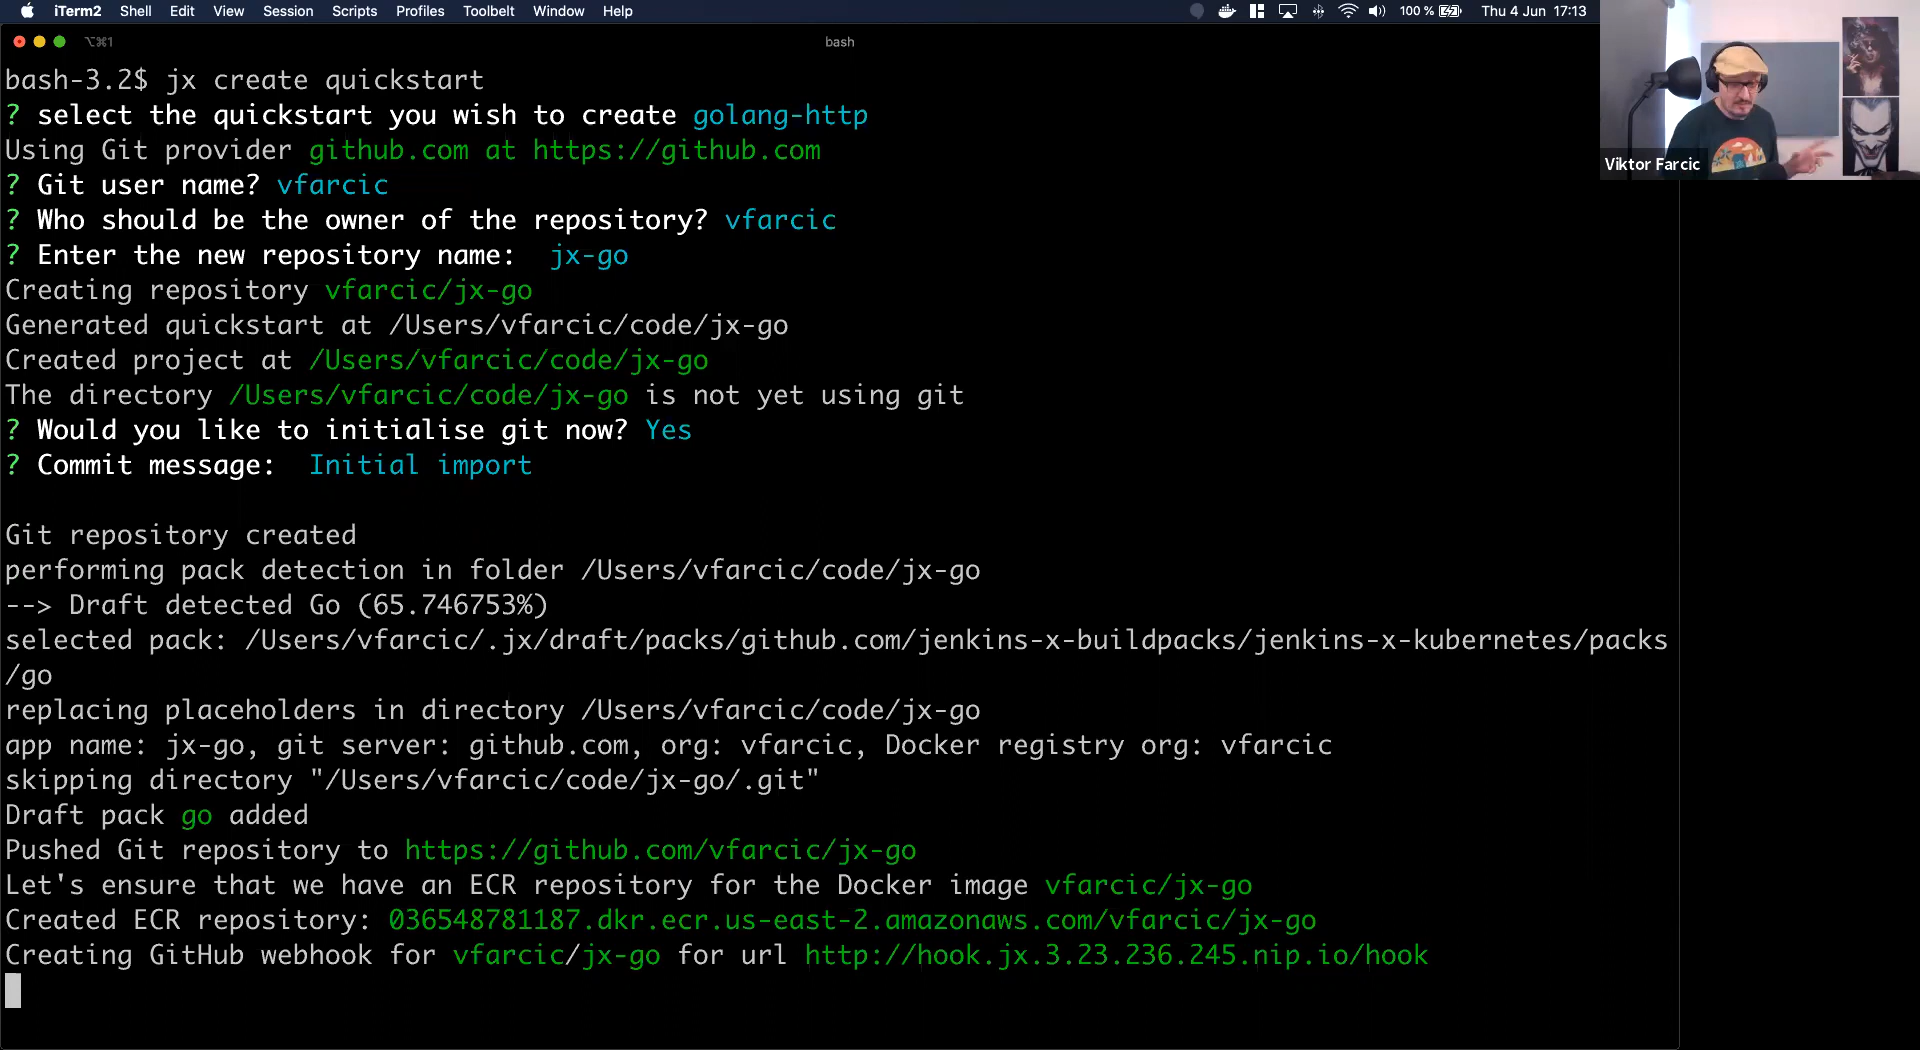 iTerm2 Shell Edit View Session Scripts Profiles Toolbelt Window Help 100 % Thu 4 Jun 17:13
⌥⌘1 bash
bash-3.2$ jx create quickstart
? select the quickstart you wish to create golang-http
Using Git provider github.com at https://github.com
? Git user name? vfarcic
? Who should be the owner of the repository? vfarcic
? Enter the new repository name:  jx-go
Creating repository vfarcic/jx-go
Generated quickstart at /Users/vfarcic/code/jx-go
Created project at /Users/vfarcic/code/jx-go
The directory /Users/vfarcic/code/jx-go is not yet using git
? Would you like to initialise git now? Yes
? Commit message:  Initial import
Git repository created
performing pack detection in folder /Users/vfarcic/code/jx-go
--> Draft detected Go (65.746753%)
selected pack: /Users/vfarcic/.jx/draft/packs/github.com/jenkins-x-buildpacks/jenkins-x-kubernetes/packs
/go
replacing placeholders in directory /Users/vfarcic/code/jx-go
app name: jx-go, git server: github.com, org: vfarcic, Docker registry org: vfarcic
skipping directory "/Users/vfarcic/code/jx-go/.git"
Draft pack go added
Pushed Git repository to https://github.com/vfarcic/jx-go
Let's ensure that we have an ECR repository for the Docker image vfarcic/jx-go
Created ECR repository: 036548781187.dkr.ecr.us-east-2.amazonaws.com/vfarcic/jx-go
Creating GitHub webhook for vfarcic/jx-go for url http://hook.jx.3.23.236.245.nip.io/hook
Viktor Farcic